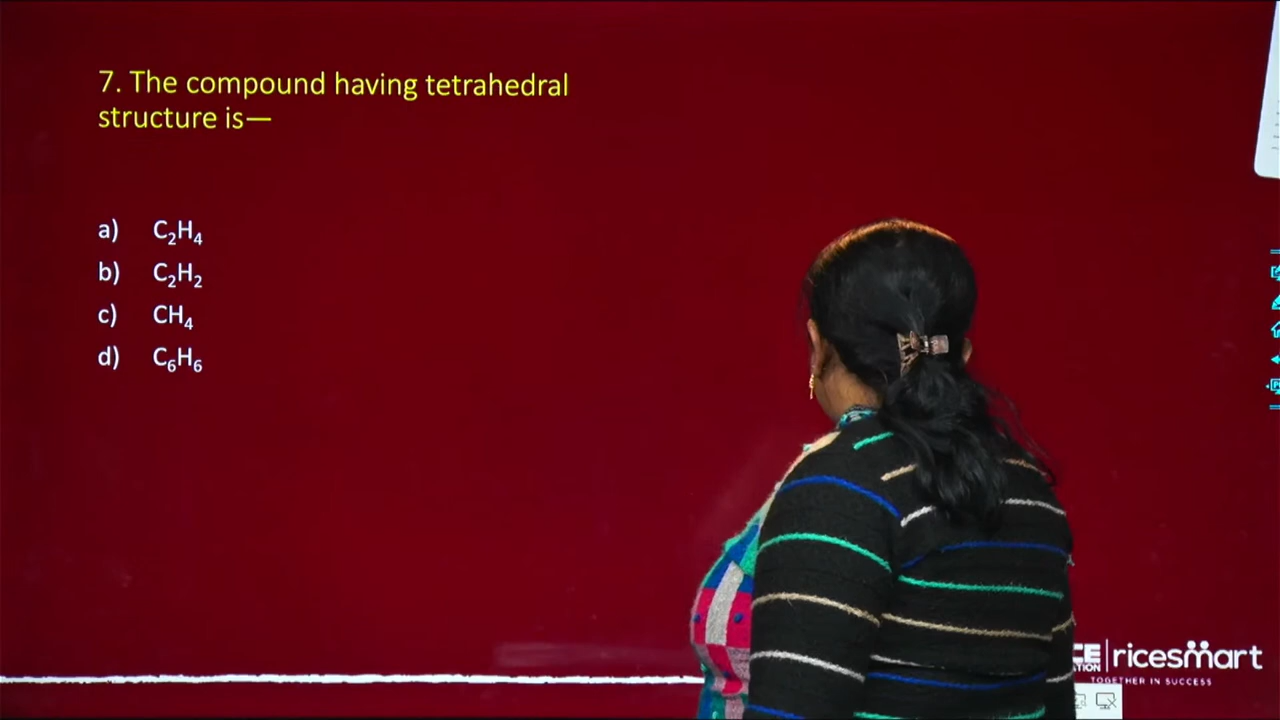 7. The compound having tetrahedral
structure is—
a) C₂H₄
b) C₂H₂
c) CH₄
d) C₆H₆
ricesmart
TOGETHER IN SUCCESS